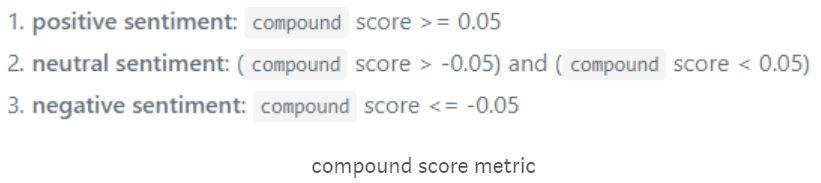 1. positive sentiment: compound score >= 0.05
2. neutral sentiment: ( compound score > -0.05) and ( compound score < 0.05)
3. negative sentiment: compound score <= -0.05
compound score metric